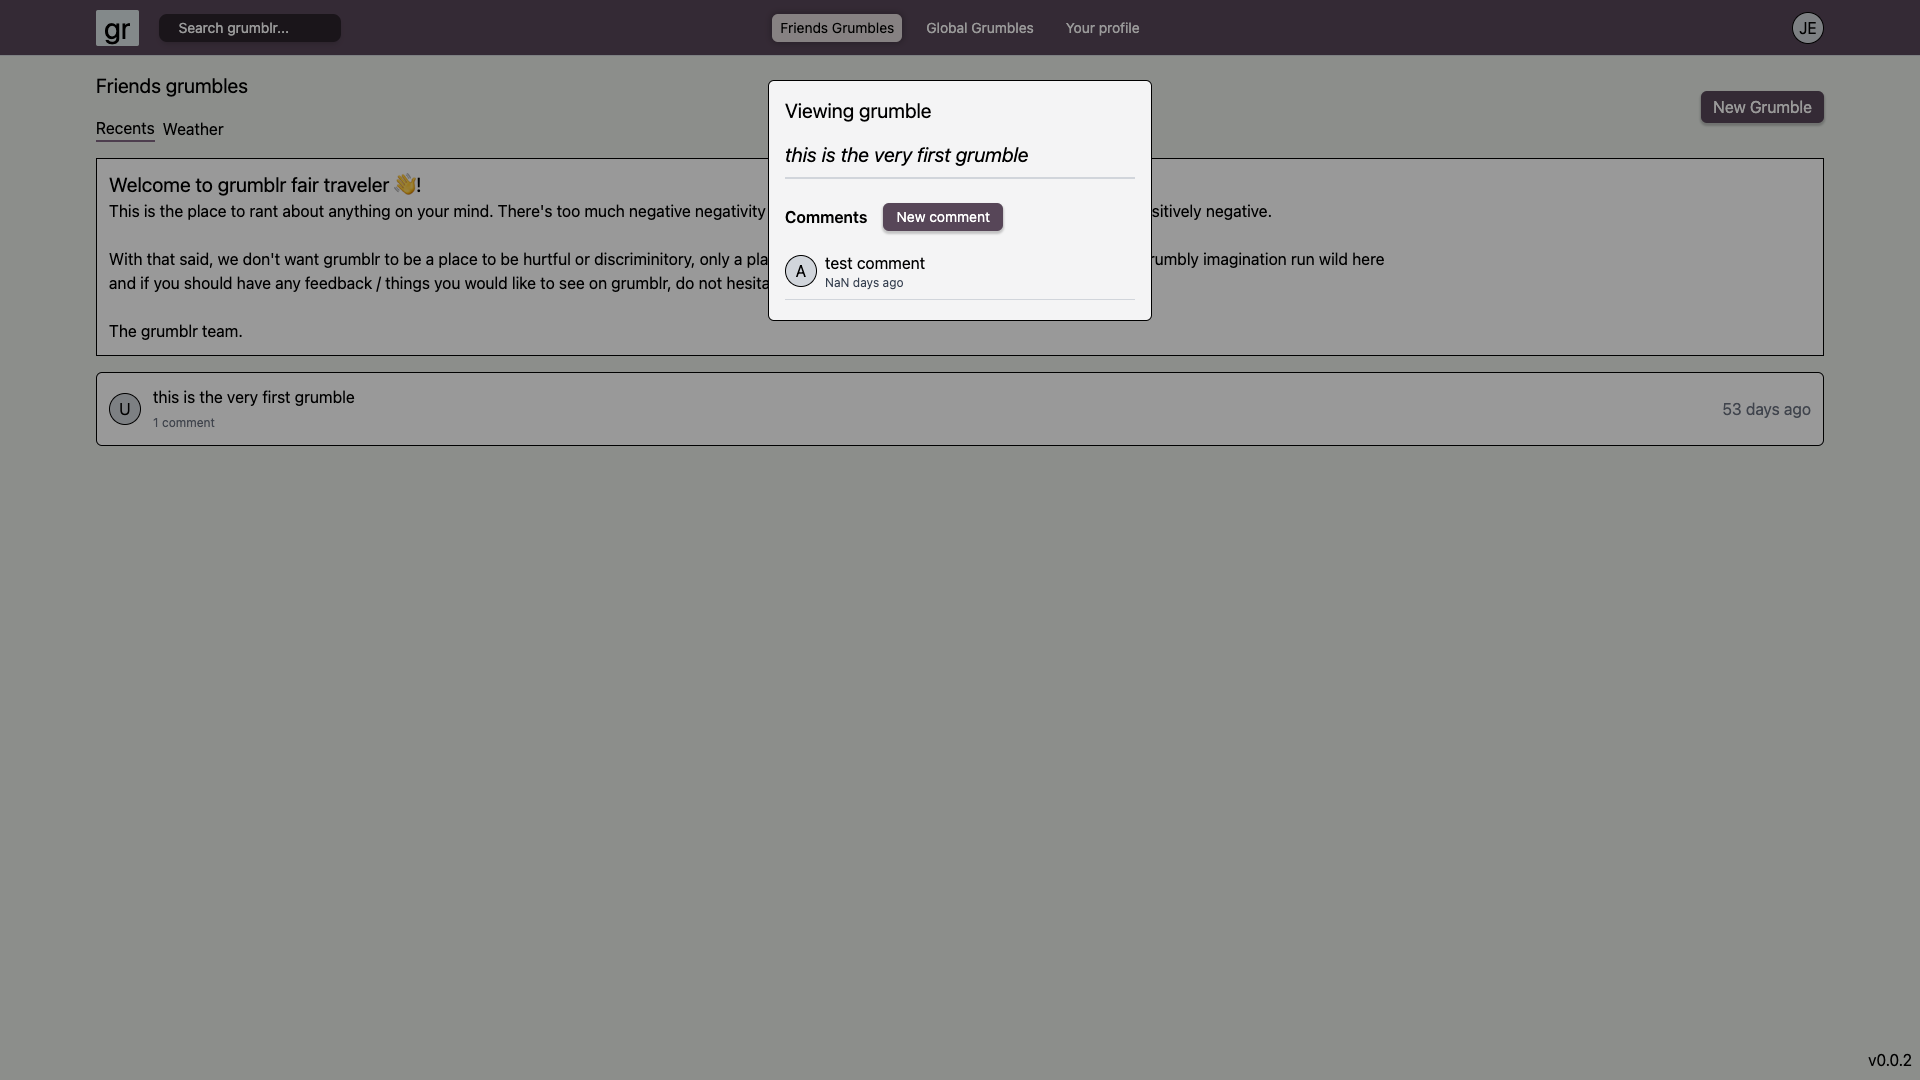 gr
Search grumblr...
Friends Grumbles
Global Grumbles
Your profile
JE
Friends grumbles
New Grumble
Recents
Weather
Welcome to grumblr fair traveler 👋!
This is the place to rant about anything on your mind. There's too much negative negativity
sitively negative.
With that said, we don't want grumblr to be a place to be hurtful or discriminitory, only a pla
rumbly imagination run wild here
and if you should have any feedback / things you would like to see on grumblr, do not hesita
The grumblr team.
Viewing grumble
this is the very first grumble
Comments
New comment
A
test comment
NaN days ago
U
this is the very first grumble
1 comment
53 days ago
v0.0.2